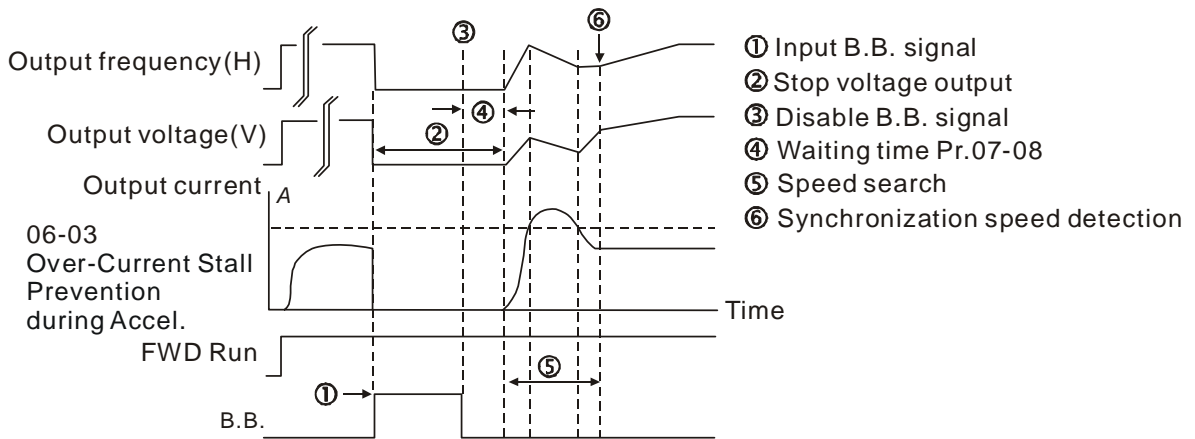 Output frequency(H)
Output voltage(V)
Output current
A
06-03
Over-Current Stall
Prevention
during Accel.
FWD Run
B.B.
Time
①
②
③
④
⑤
⑥
① Input B.B. signal
② Stop voltage output
③ Disable B.B. signal
④ Waiting time Pr.07-08
⑤ Speed search
⑥ Synchronization speed detection